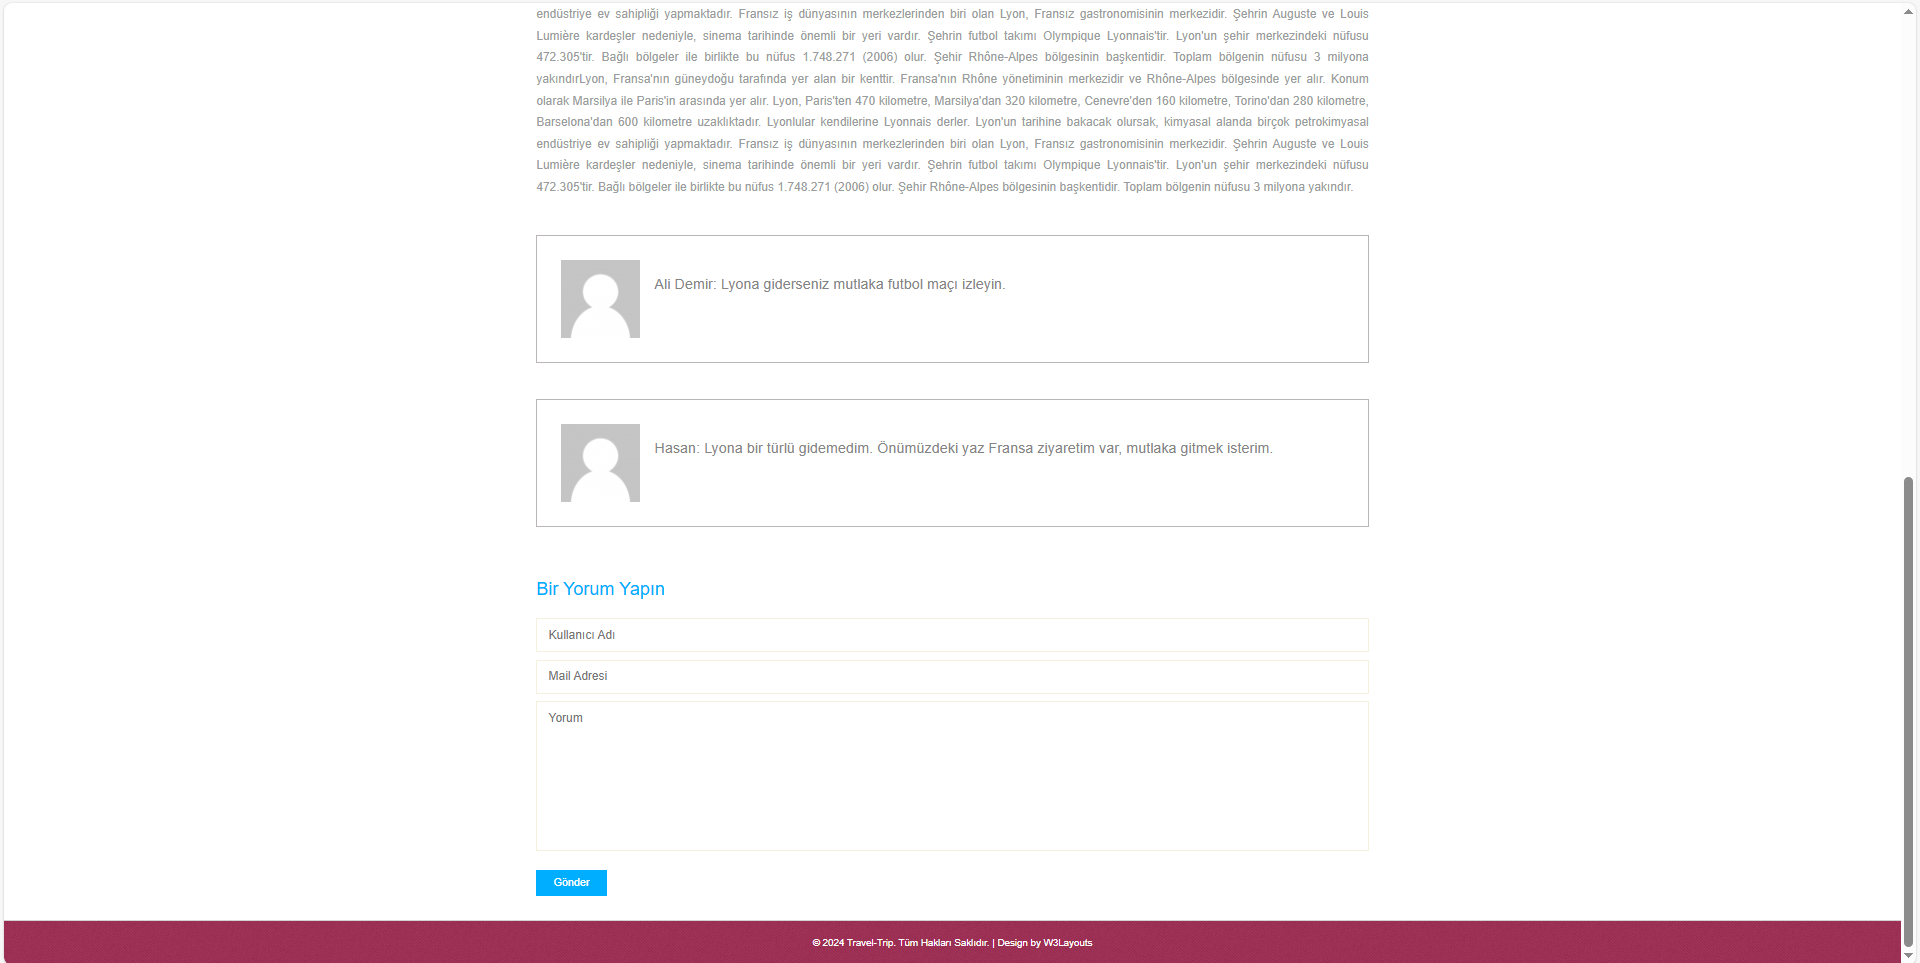 endüstriye ev sahipliği yapmaktadır. Fransız iş dünyasının merkezlerinden biri olan Lyon, Fransız gastronomisinin merkezidir. Şehrin Auguste ve Louis
Lumière kardeşler nedeniyle, sinema tarihinde önemli bir yeri vardır. Şehrin futbol takımı Olympique Lyonnais'tir. Lyon'un şehir merkezindeki nüfusu
472.305'tir. Bağlı bölgeler ile birlikte bu nüfus 1.748.271 (2006) olur. Şehir Rhône-Alpes bölgesinin başkentidir. Toplam bölgenin nüfusu 3 milyona
yakındırLyon, Fransa'nın güneydoğu tarafında yer alan bir kenttir. Fransa'nın Rhône yönetiminin merkezidir ve Rhône-Alpes bölgesinde yer alır. Konum
olarak Marsilya ile Paris'in arasında yer alır. Lyon, Paris'ten 470 kilometre, Marsilya'dan 320 kilometre, Cenevre'den 160 kilometre, Torino'dan 280 kilometre,
Barselona'dan 600 kilometre uzaklıktadır. Lyonlular kendilerine Lyonnais derler. Lyon'un tarihine bakacak olursak, kimyasal alanda birçok petrokimyasal
endüstriye ev sahipliği yapmaktadır. Fransız iş dünyasının merkezlerinden biri olan Lyon, Fransız gastronomisinin merkezidir. Şehrin Auguste ve Louis
Lumière kardeşler nedeniyle, sinema tarihinde önemli bir yeri vardır. Şehrin futbol takımı Olympique Lyonnais'tir. Lyon'un şehir merkezindeki nüfusu
472.305'tir. Bağlı bölgeler ile birlikte bu nüfus 1.748.271 (2006) olur. Şehir Rhône-Alpes bölgesinin başkentidir. Toplam bölgenin nüfusu 3 milyona yakındır.
Ali Demir: Lyona giderseniz mutlaka futbol maçı izleyin.
Hasan: Lyona bir türlü gidemedim. Önümüzdeki yaz Fransa ziyaretim var, mutlaka gitmek isterim.
Bir Yorum Yapın
Kullanıcı Adı
Mail Adresi
Yorum
Gönder
© 2024 Travel-Trip. Tüm Hakları Saklıdır. | Design by W3Layouts